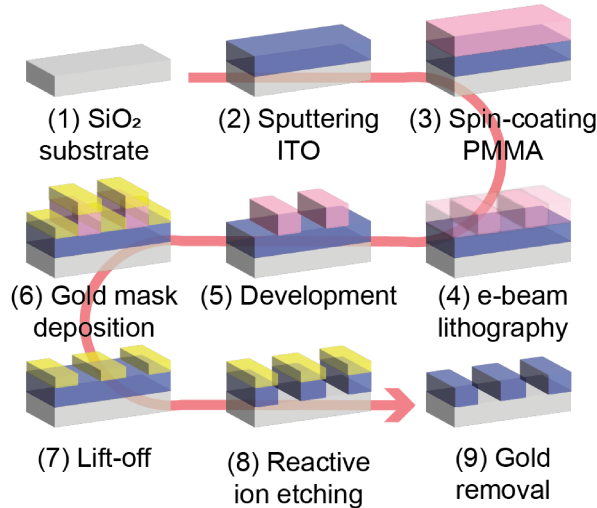 (1) SiO₂
substrate
(2) Sputtering
ITO
(3) Spin-coating
PMMA
(6) Gold mask
deposition
(5) Development
(4) e-beam
lithography
(7) Lift-off
(8) Reactive
ion etching
(9) Gold
removal